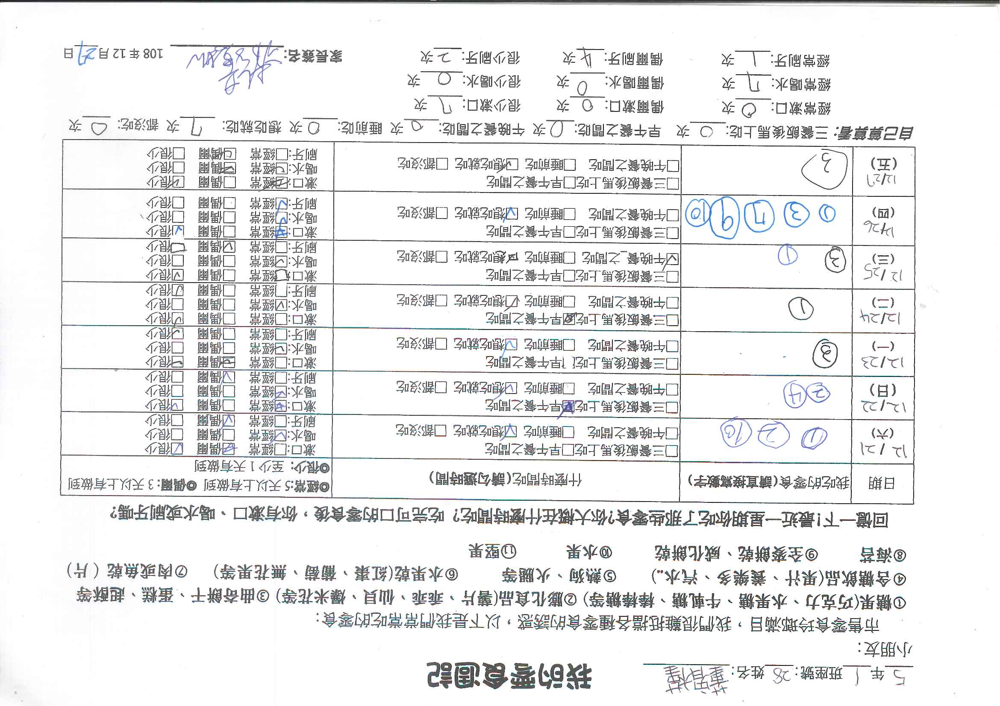 我的零食週記
5年1班座號：28 姓名：
小朋友：
市售零食玲瑯滿目，我們很難抵擋各種零食的誘惑，以下是我們常常吃的零食：
①糖果(巧克力、水果糖、牛軋糖、棒棒糖等) ②膨化食品(薯片、乖乖、仙貝、爆米花等) ③曲奇餅干、蛋糕、起酥等
④含糖飲品(果汁、養樂多、汽水..) ⑤熱狗、火腿等 ⑥水果乾(紅棗、葡萄、無花果等) ⑦肉或魚乾（片）
⑧海苔 ⑨全麥餅乾、威化餅乾 ⑩水果 ⑪堅果
回憶一下!最近一星期你吃了那些零食?你大概在什麼時間吃? 吃完可口的零食後，你有漱口、喝水或刷牙嗎?
日期 我吃的零食(請直接寫數字) 什麼時間吃(請勾選時間) ◎經常:5天以上有做到 ◎偶爾:3天以上有做到
◎很少: 至少1天有做到
12/21 (六) ① ② ⑩ □三餐飯後馬上吃□早午餐之間吃 漱口:□經常 □偶爾 ☑很少
□午晚餐之間吃 □睡前吃 ☑想吃就吃 □都沒吃 喝水:☑經常 □偶爾 □很少
刷牙:□經常 ☑偶爾 □很少
12/22 (日) ② ④ □三餐飯後馬上吃■早午餐之間吃 漱口:□經常 □偶爾 ☑很少
□午晚餐之間吃 □睡前吃 ☑想吃就吃 □都沒吃 喝水:☑經常 □偶爾 □很少
刷牙:□經常 ☑偶爾 □很少
12/23 (一) ③ □三餐飯後馬上吃 早午餐之間吃 漱口:□經常 □偶爾 ☑很少
□午晚餐之間吃 □睡前吃 ☑想吃就吃 □都沒吃 喝水:☑經常 □偶爾 □很少
刷牙:□經常 □偶爾 ☑很少
12/24 (二) ① □三餐飯後馬上吃■早午餐之間吃 漱口:□經常 □偶爾 ☑很少
□午晚餐之間吃 □睡前吃 ☑想吃就吃 □都沒吃 喝水:☑經常 □偶爾 □很少
刷牙:□經常 □偶爾 ☑很少
12/25 (三) ③ ① □三餐飯後馬上吃□早午餐之間吃 漱口:□經常 □偶爾 ☑很少
☑午晚餐之間吃 □睡前吃 ☑想吃就吃 □都沒吃 喝水:☑經常 □偶爾 □很少
刷牙:□經常 ☑偶爾 □很少
12/26 (四) ① ③ ⑦ ⑨ ⑩ □三餐飯後馬上吃□早午餐之間吃 漱口:□經常 □偶爾 ☑很少
□午晚餐之間吃 □睡前吃 ☑想吃就吃 □都沒吃 喝水:☑經常 □偶爾 □很少
刷牙:☑經常 □偶爾 □很少
12/27 (五) ③ □三餐飯後馬上吃□早午餐之間吃 漱口:□經常 □偶爾 ☑很少
□午晚餐之間吃 □睡前吃 ☑想吃就吃 □都沒吃 喝水:☑經常 □偶爾 □很少
刷牙:□經常 ☑偶爾 □很少
自己算算看: 三餐飯後馬上吃: 0 次 早午餐之間吃: 0 次 午晚餐之間吃: 0 次 睡前吃: 0 次 想吃就吃: 7 次 都沒吃: 0 次
經常漱口: 0 次 偶爾漱口: 0 次 很少漱口: 7 次
經常喝水: 7 次 偶爾喝水: 0 次 很少喝水: 0 次
經常刷牙: 1 次 偶爾刷牙: 4 次 很少刷牙: 2 次 家長簽名: 108年12月27日